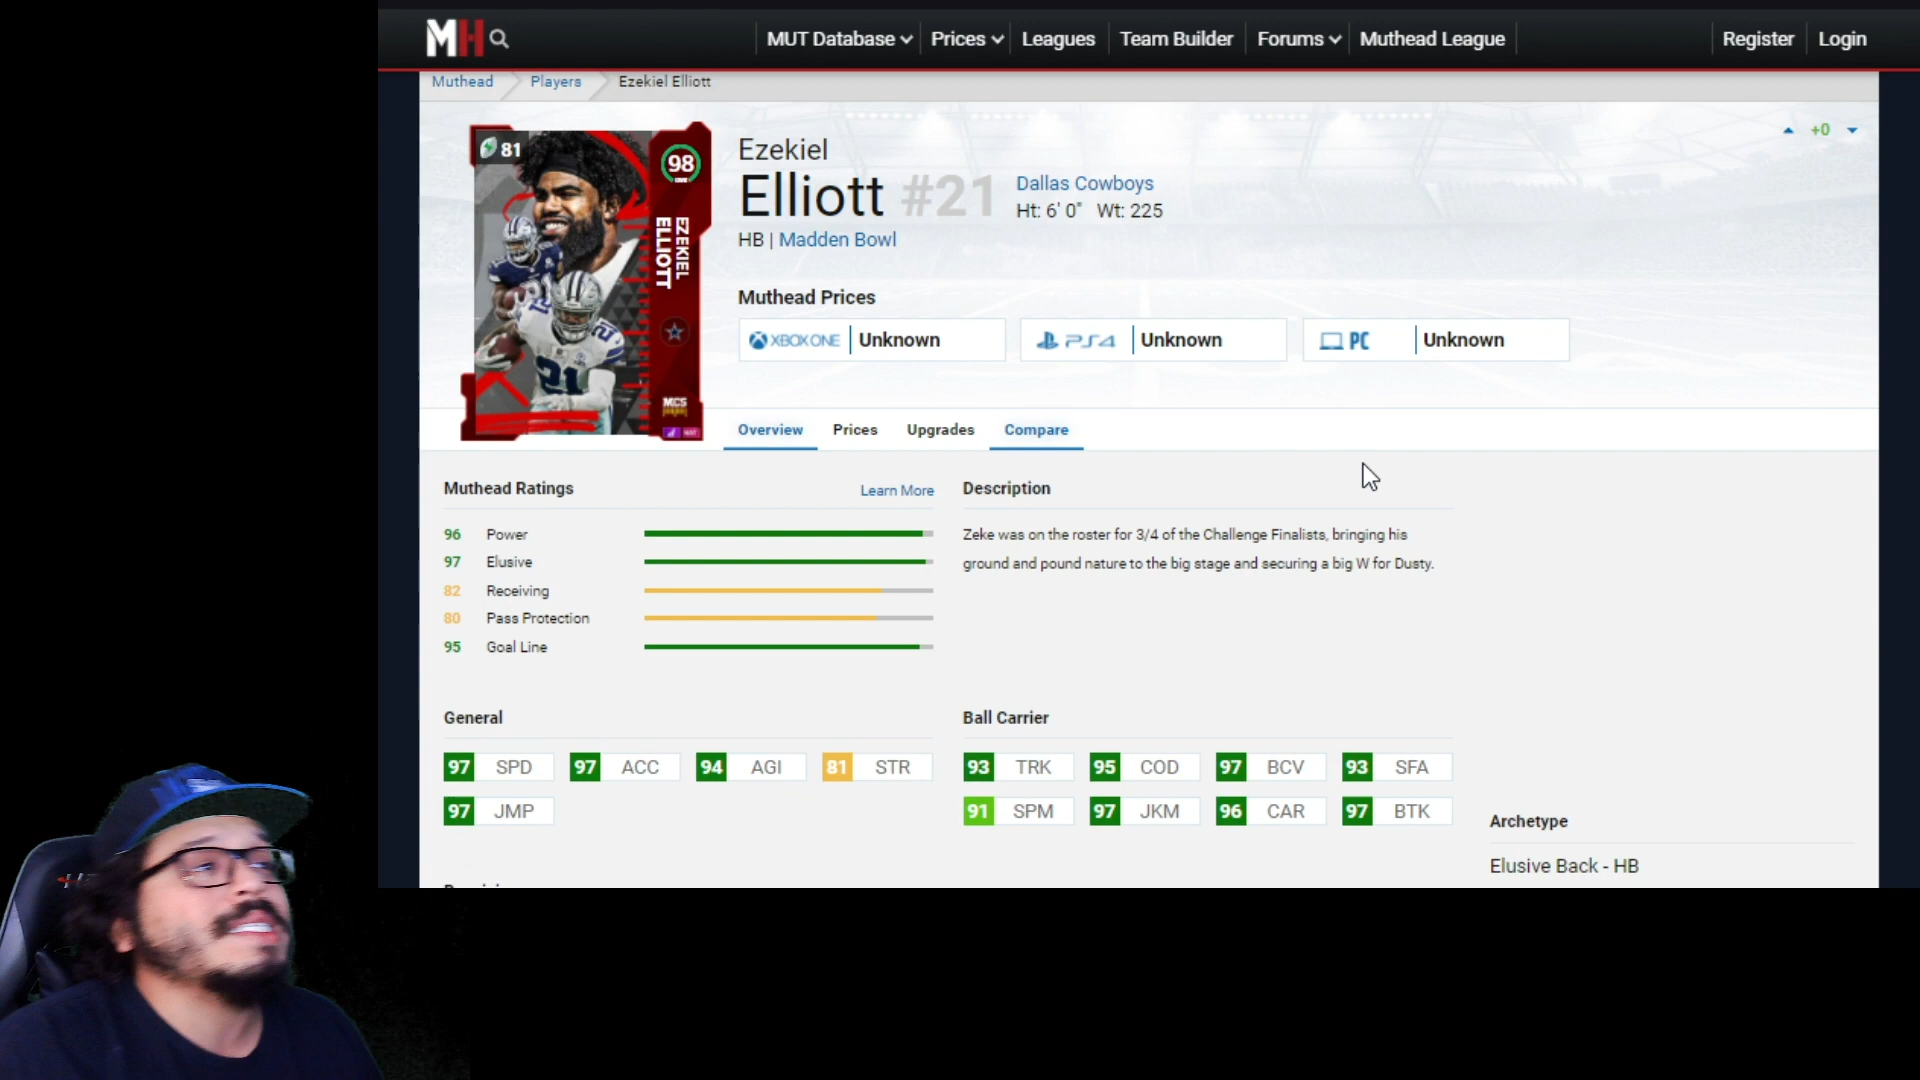 MH
MUT Database
Prices
Leagues
Team Builder
Forums
Muthead League
Register
Login
Muthead
Players
Ezekiel Elliott
81
98
OVR
EZEKIEL
ELLIOTT
MCS
Ezekiel
Elliott #21
Dallas Cowboys
Ht: 6' 0" Wt: 225
HB | Madden Bowl
+0
Muthead Prices
XBOX ONE Unknown
PS4 Unknown
PC Unknown
Overview
Prices
Upgrades
Compare
Muthead Ratings
Learn More
96 Power
97 Elusive
82 Receiving
80 Pass Protection
95 Goal Line
Description
Zeke was on the roster for 3/4 of the Challenge Finalists, bringing his
ground and pound nature to the big stage and securing a big W for Dusty.
General
97 SPD 97 ACC 94 AGI 81 STR
97 JMP
Ball Carrier
93 TRK 95 COD 97 BCV 93 SFA
91 SPM 97 JKM 96 CAR 97 BTK
Archetype
Elusive Back - HB